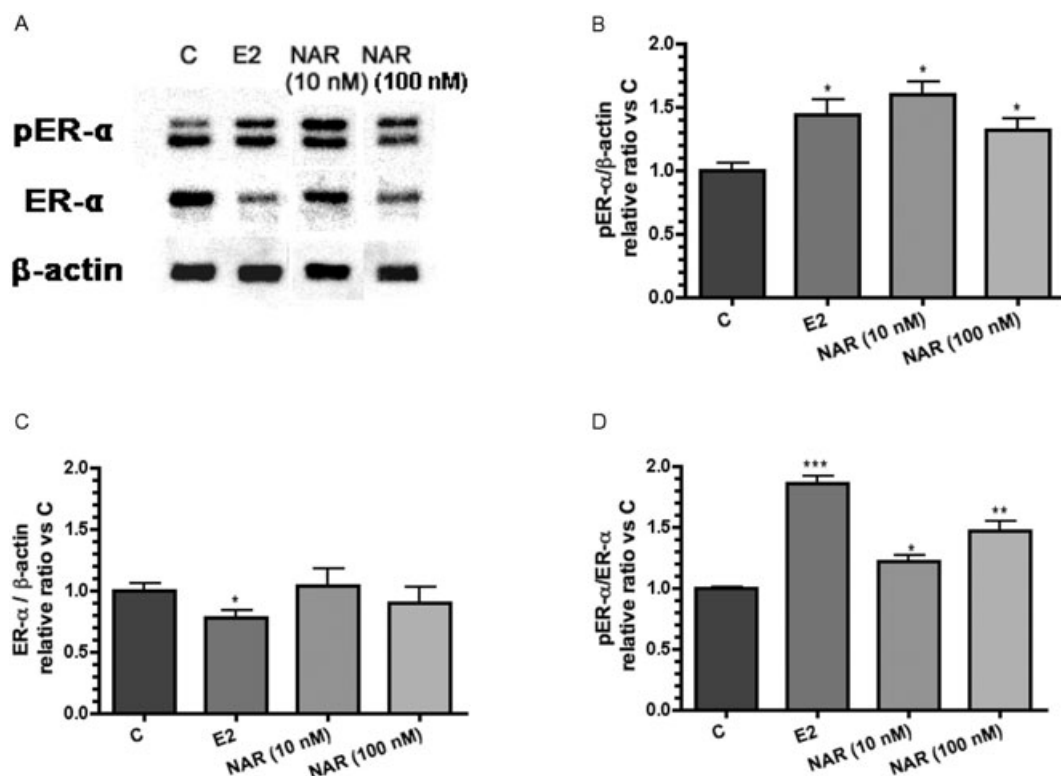 A
C E2 NAR NAR
(10 nM) (100 nM)
pER-α
ER-α
β-actin
B
pER-α/β-actin
relative ratio vs C
2.0
1.5
1.0
0.5
0.0
*
*
*
C
E2
NAR (10 nM)
NAR (100 nM)
C
ER-α / β-actin
relative ratio vs C
2.0
1.5
1.0
0.5
0.0
*
C
E2
NAR (10 nM)
NAR (100 nM)
D
pER-α/ER-α
relative ratio vs C
2.0
1.5
1.0
0.5
0.0
***
*
**
C
E2
NAR (10 nM)
NAR (100 nM)